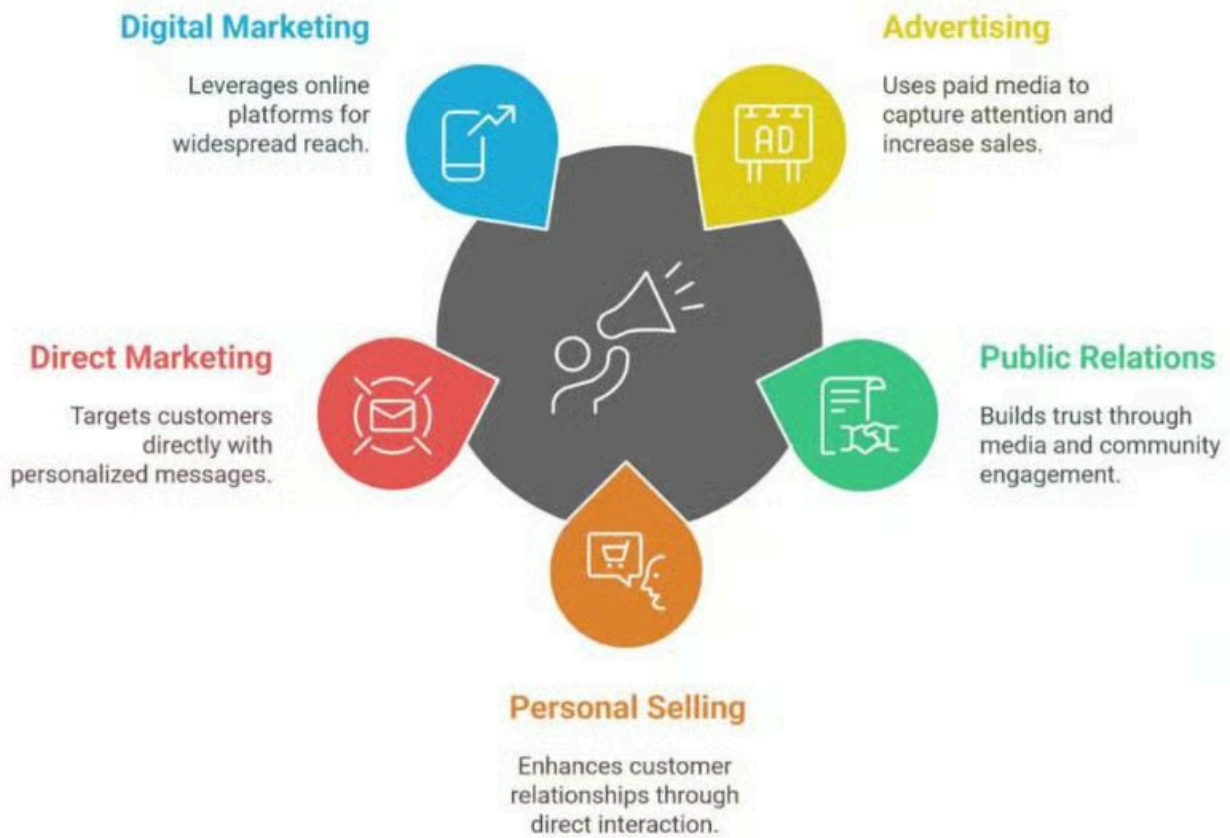 Digital Marketing
Leverages online
platforms for
widespread reach.
Advertising
Uses paid media to
capture attention and
increase sales.
AD
Direct Marketing
Targets customers
directly with
personalized messages.
Public Relations
Builds trust through
media and community
engagement.
Personal Selling
Enhances customer
relationships through
direct interaction.